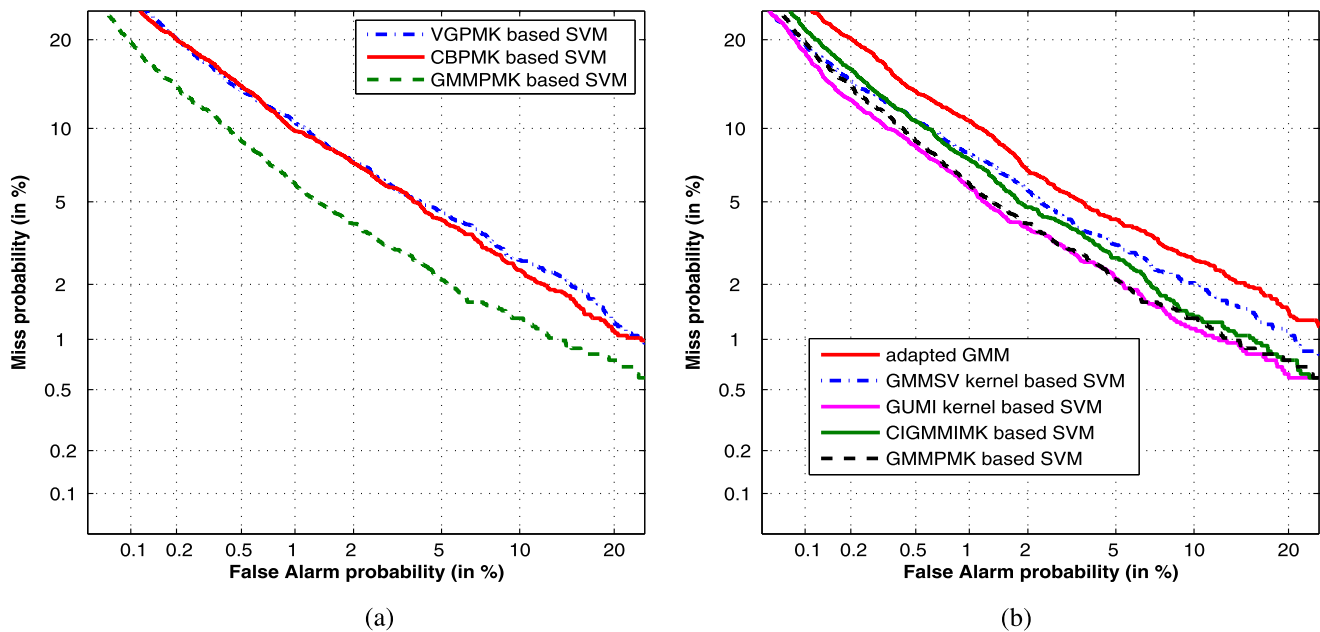 VGPMK based SVM
CBPMK based SVM
GMMPMK based SVM
20
10
5
2
1
0.5
0.2
0.1
Miss probability (in %)
0.1 0.2 0.5 1 2 5 10 20
False Alarm probability (in %)
(a)
20
10
5
2
1
0.5
0.2
0.1
Miss probability (in %)
adapted GMM
GMMSV kernel based SVM
GUMI kernel based SVM
CIGMMIMK based SVM
GMMPMK based SVM
0.1 0.2 0.5 1 2 5 10 20
False Alarm probability (in %)
(b)